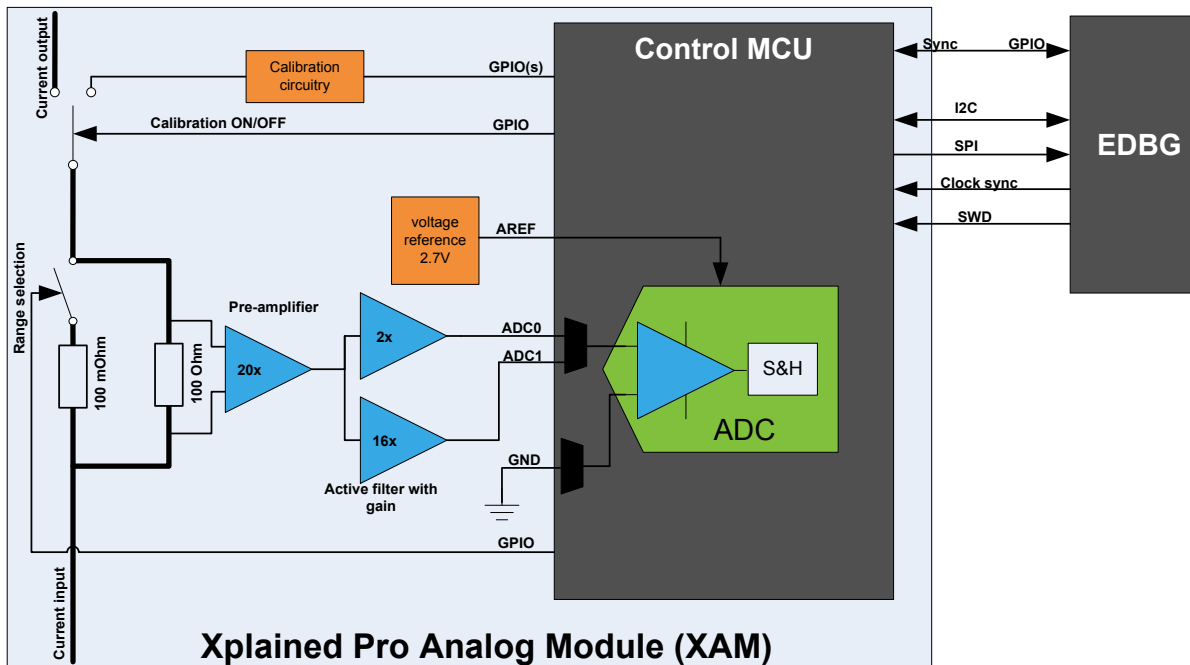 Current output
Calibration
circuitry
GPIO(s)
Control MCU
Sync
GPIO
Calibration ON/OFF
GPIO
I2C
SPI
EDBG
Clock sync
SWD
voltage
reference
2.7V
AREF
Range selection
Pre-amplifier
100 mOhm
100 Ohm
20x
2x
16x
ADC0
ADC1
S&H
ADC
GND
Active filter with
gain
GPIO
Current input
Xplained Pro Analog Module (XAM)